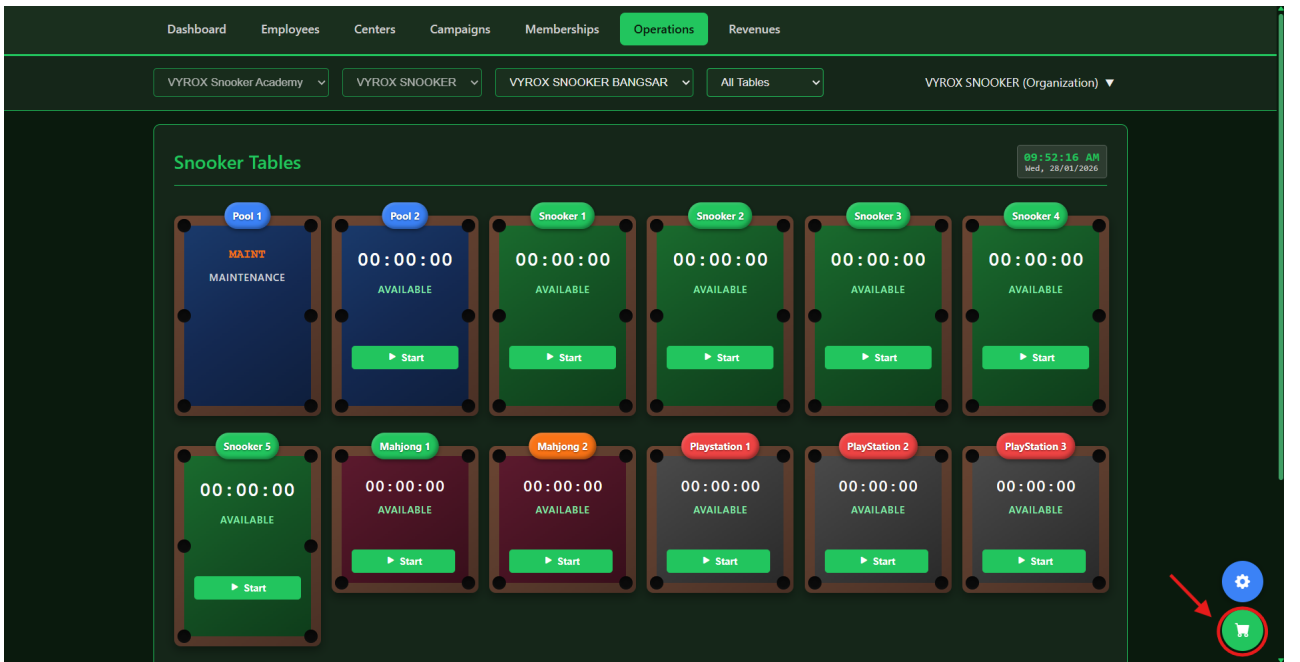 Dashboard Employees Centers Campaigns Memberships Operations Revenues
VYROX Snooker Academy VYROX SNOOKER VYROX SNOOKER BANGSAR All Tables VYROX SNOOKER (Organization) ▼
Snooker Tables
09:52:16 AM
Wed, 28/01/2026
Pool 1 Pool 2 Snooker 1 Snooker 2 Snooker 3 Snooker 4
MAINT 00:00:00 00:00:00 00:00:00 00:00:00 00:00:00
MAINTENANCE AVAILABLE AVAILABLE AVAILABLE AVAILABLE AVAILABLE
Start Start Start Start Start
Snooker 5 Mahjong 1 Mahjong 2 Playstation 1 PlayStation 2 PlayStation 3
00:00:00 00:00:00 00:00:00 00:00:00 00:00:00 00:00:00
AVAILABLE AVAILABLE AVAILABLE AVAILABLE AVAILABLE AVAILABLE
Start Start Start Start Start Start